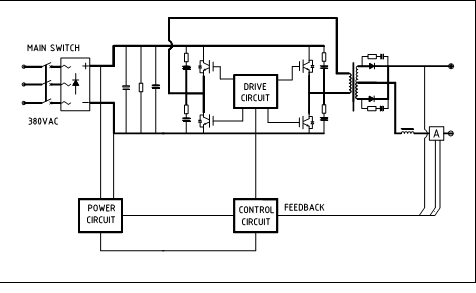 MAIN SWITCH
+
-
380VAC
DRIVE
CIRCUIT
A
POWER
CIRCUIT
CONTROL
CIRCUIT
FEEDBACK